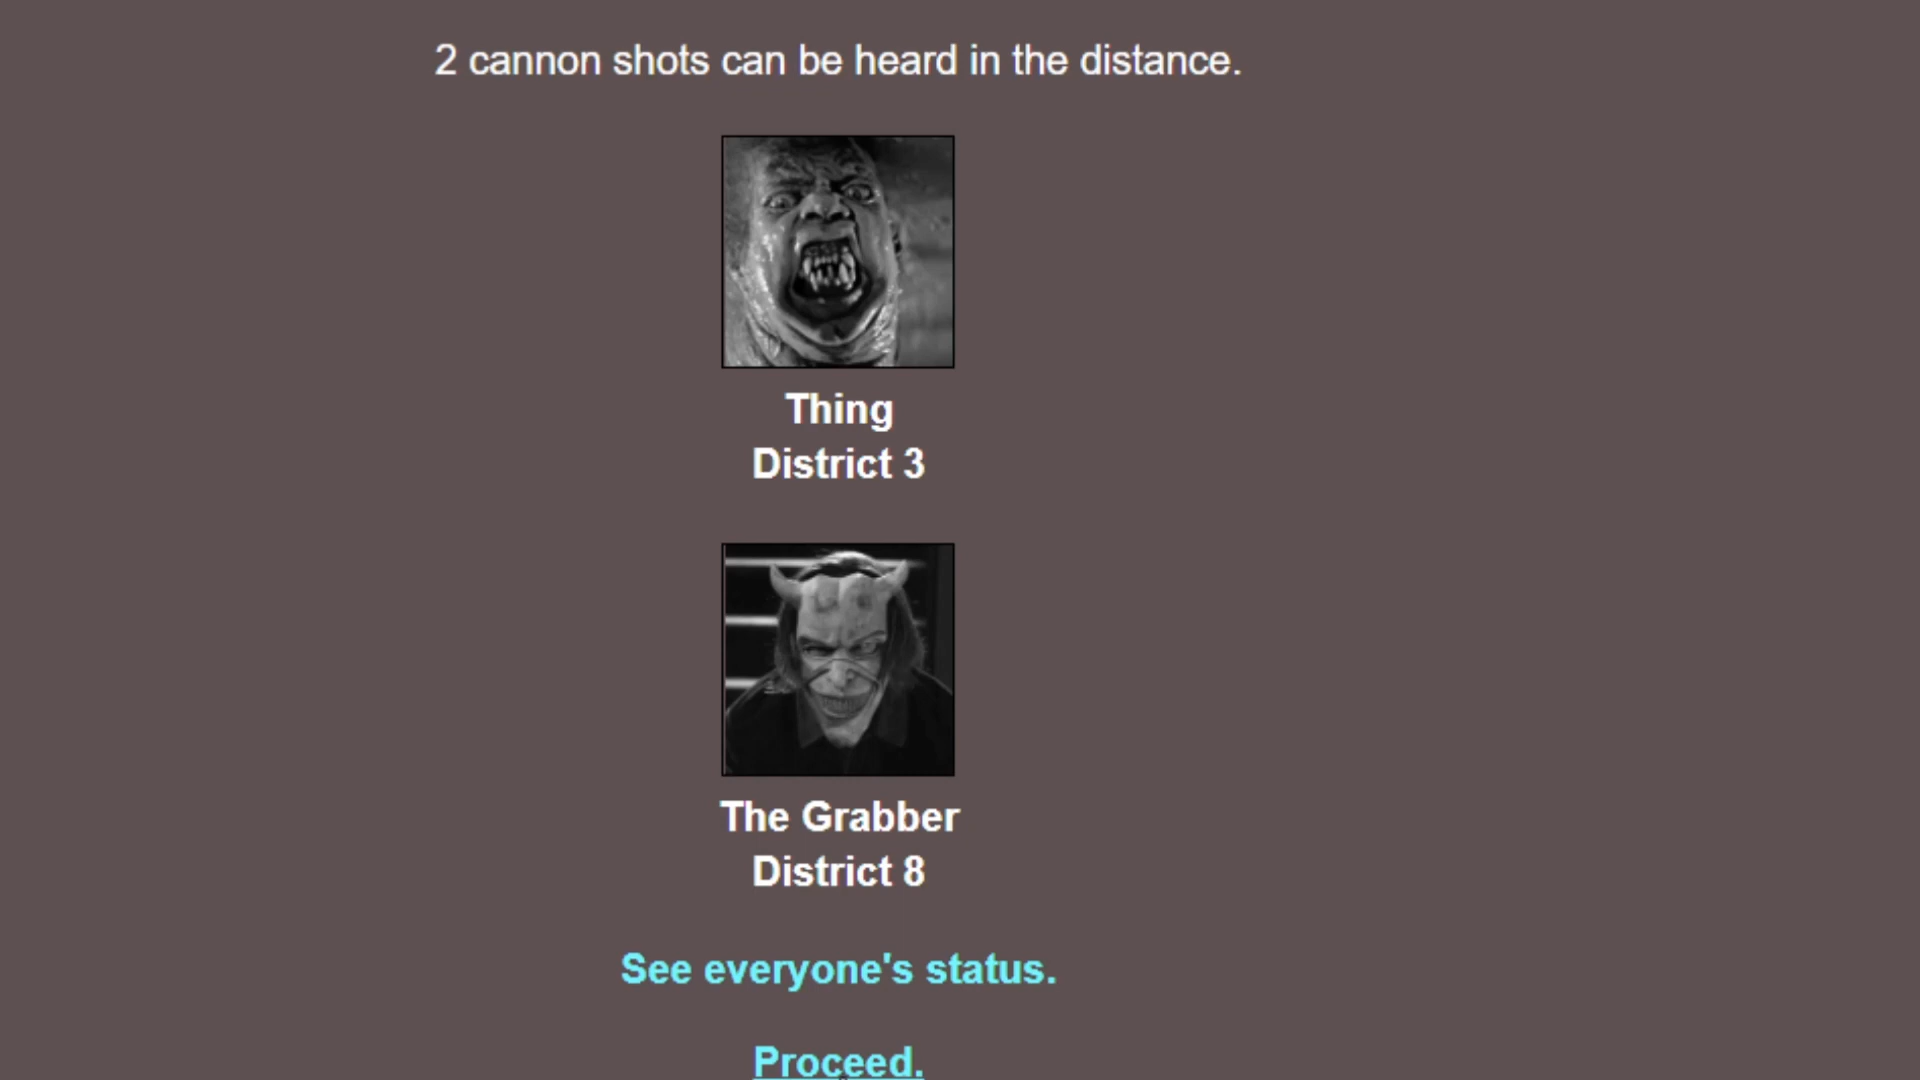 2 cannon shots can be heard in the distance.
Thing
District 3
The Grabber
District 8
See everyone's status.
Proceed.